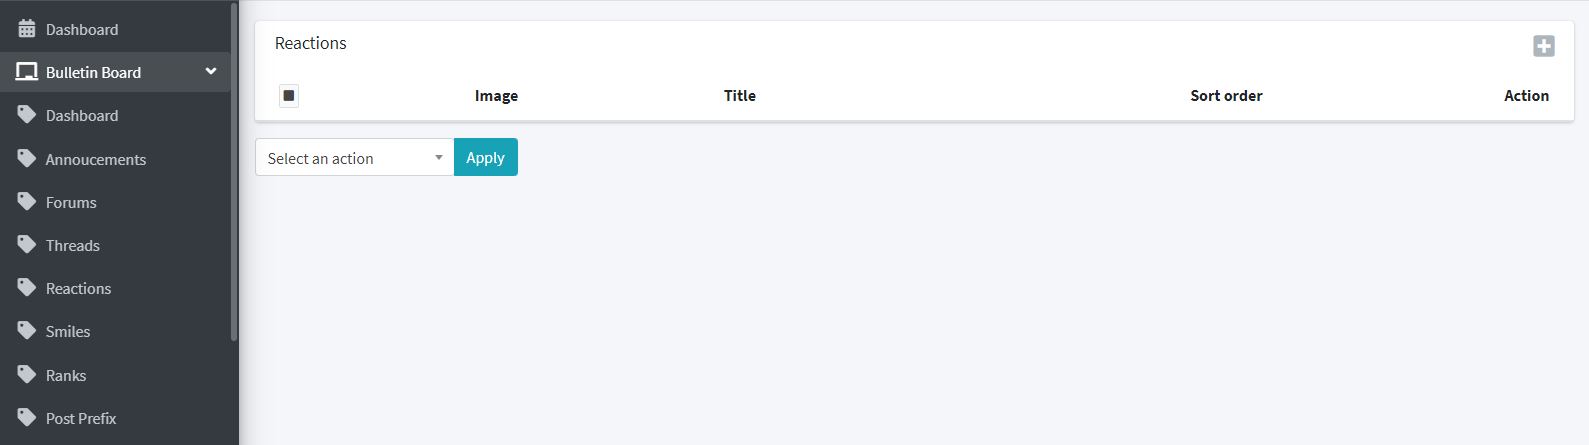 Dashboard
Bulletin Board
Dashboard
Annoucements
Forums
Threads
Reactions
Smiles
Ranks
Post Prefix
Reactions
Image Title Sort order Action
Select an action Apply